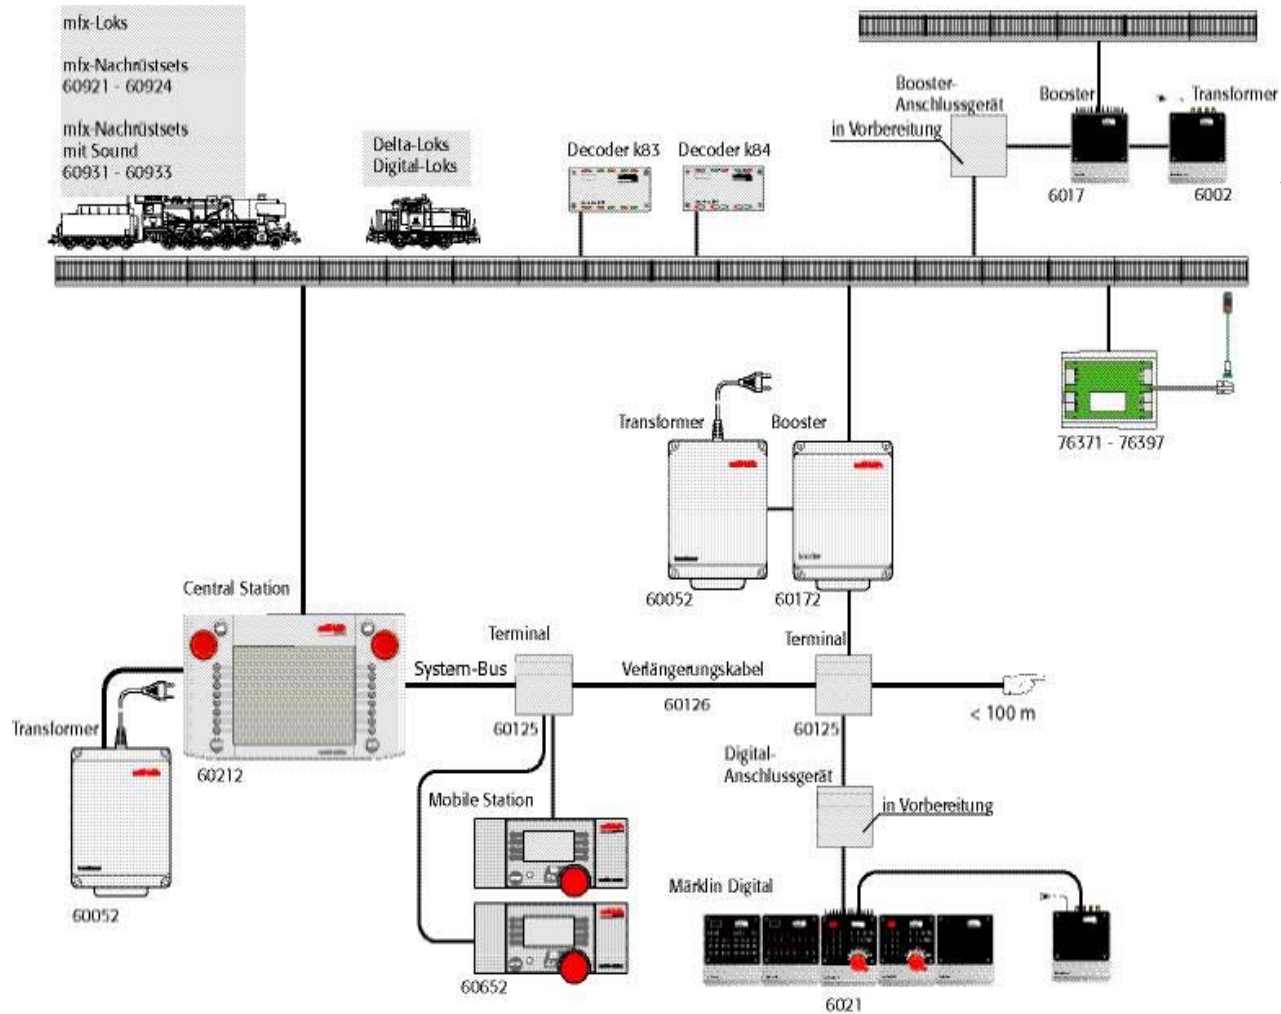 mfx-Loks
mfx-Nachrüstsets
60921 - 60924
mfx-Nachrüstsets
mit Sound
60931 - 60933
Delta-Loks
Digital-Loks
Decoder k83
Decoder k84
Booster-
Anschlussgerät
in Vorbereitung
Booster
Transformer
6017
6002
76371 - 76397
Transformer
Booster
60052
60172
Central Station
60212
Transformer
60052
System-Bus
Terminal
60125
Verlängerungskabel
60126
Terminal
60125
< 100 m
Mobile Station
60652
Digital-
Anschlussgerät
in Vorbereitung
Märklin Digital
6021